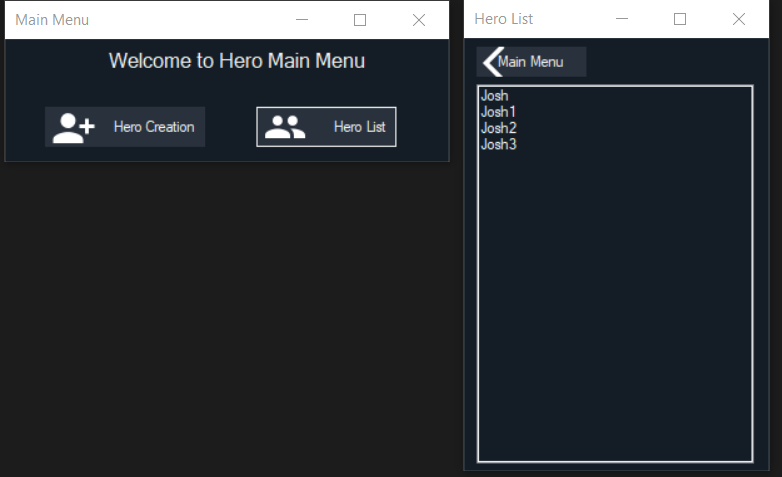 Main Menu
Welcome to Hero Main Menu
Hero Creation
Hero List
Hero List
Main Menu
Josh
Josh1
Josh2
Josh3